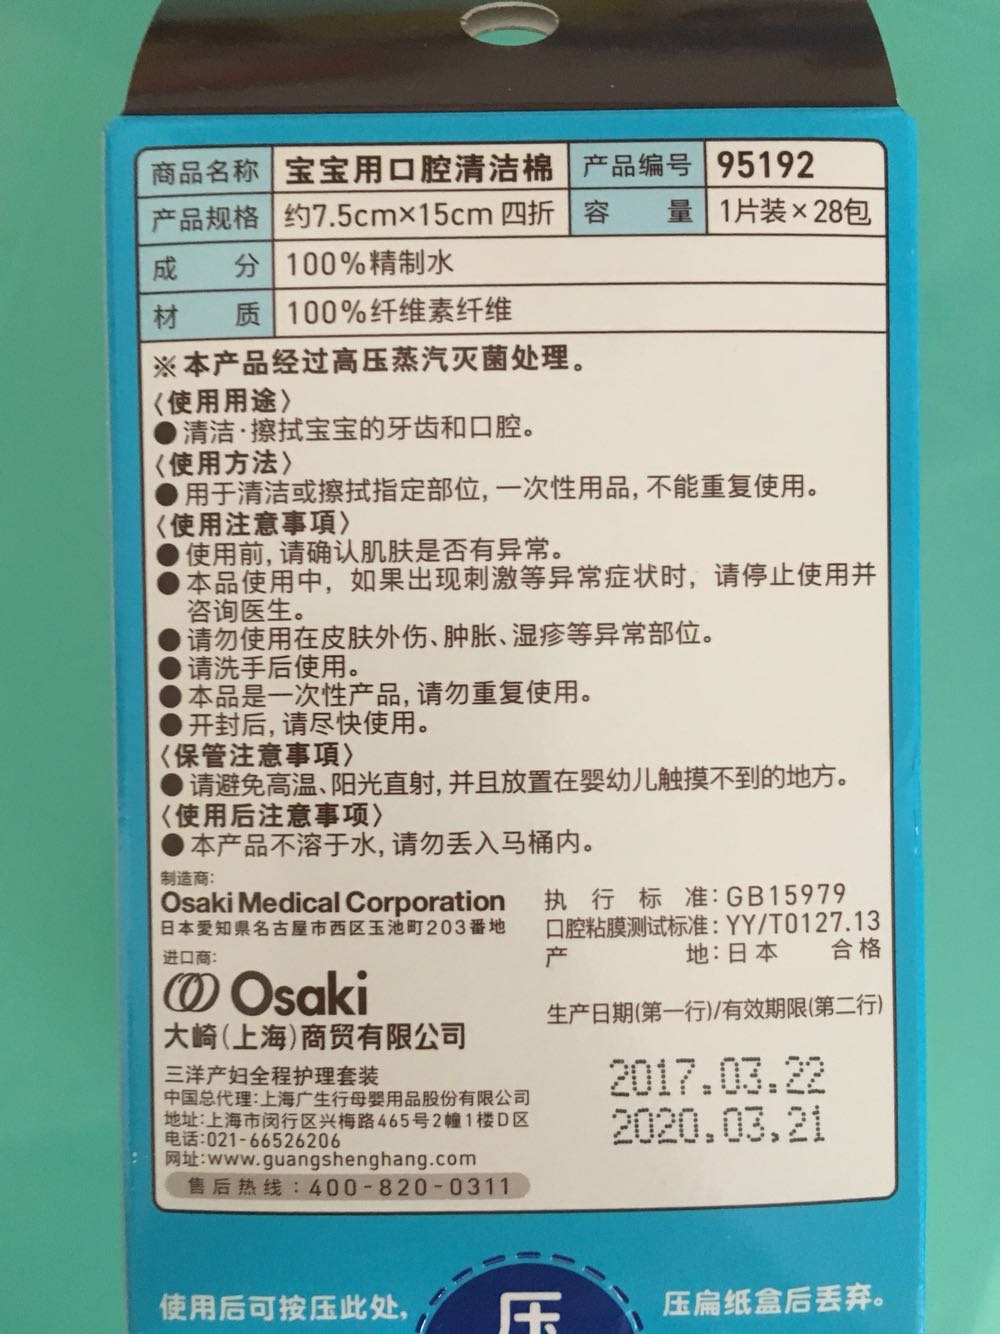 商品名称 宝宝用口腔清洁棉 产品编号 95192
产品规格 约7.5cm×15cm 四折 容量 1片装×28包
成分 100%精制水
材质 100%纤维素纤维
※本产品经过高压蒸汽灭菌处理。
〈使用用途〉
●清洁·擦拭宝宝的牙齿和口腔。
〈使用方法〉
●用于清洁或擦拭指定部位,一次性用品,不能重复使用。
〈使用注意事項〉
●使用前,请确认肌肤是否有异常。
●本品使用中，如果出现刺激等异常症状时，请停止使用并
咨询医生。
●请勿使用在皮肤外伤、肿胀、湿疹等异常部位。
●请洗手后使用。
●本品是一次性产品,请勿重复使用。
●开封后,请尽快使用。
〈保管注意事項〉
●请避免高温、阳光直射,并且放置在婴幼儿触摸不到的地方。
〈使用后注意事项〉
●本产品不溶于水,请勿丢入马桶内。
制造商:
Osaki Medical Corporation
日本愛知県名古屋市西区玉池町203番地
进口商:
Osaki
大崎(上海)商贸有限公司
三洋产妇全程护理套装
中国总代理:上海广生行母婴用品股份有限公司
地址:上海市闵行区兴梅路465号2幢1楼D区
电话:021-66526206
网址:www.guangshenghang.com
售后热线:400-820-0311
执行标准:GB15979
口腔粘膜测试标准:YY/T0127.13
产地:日本 合格
生产日期(第一行)/有效期限(第二行)
2017.03.22
2020.03.21
使用后可按压此处,
压
压扁纸盒后丢弃。